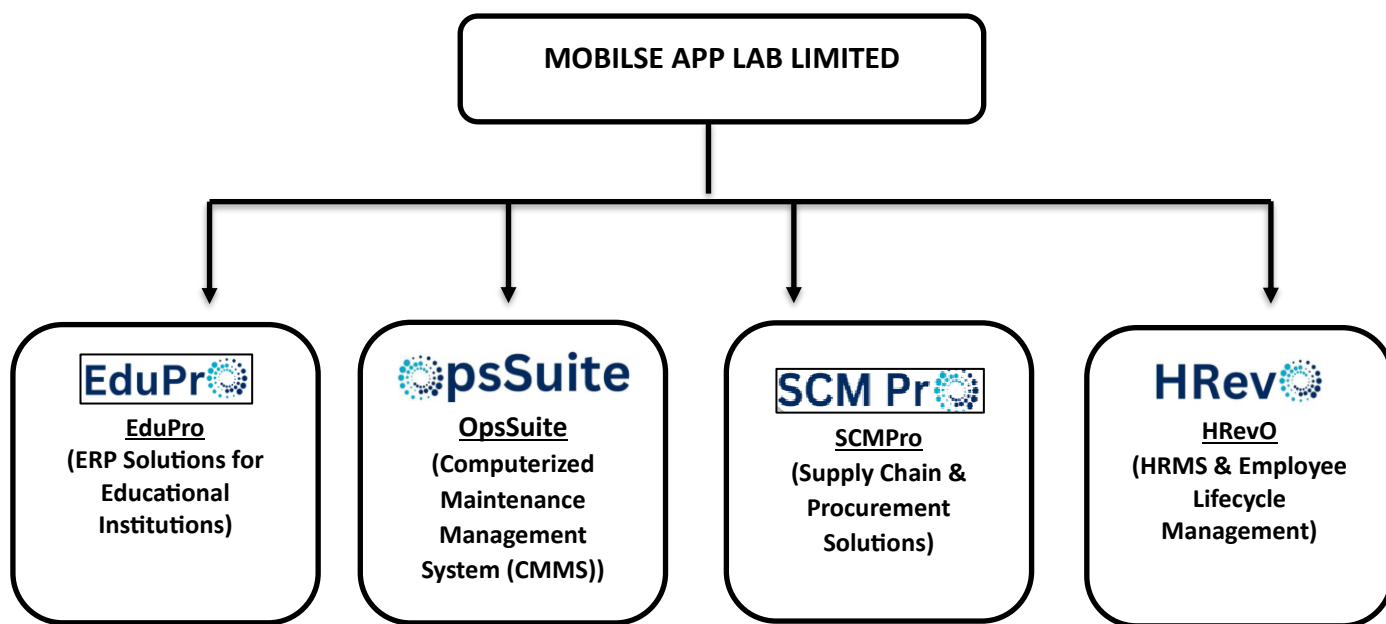 MOBILSE APP LAB LIMITED
EduPro
EduPro
(ERP Solutions for
Educational
Institutions)
OpsSuite
OpsSuite
(Computerized
Maintenance
Management
System (CMMS))
SCM Pro
SCMPro
(Supply Chain &
Procurement
Solutions)
HRevO
HRevO
(HRMS & Employee
Lifecycle
Management)